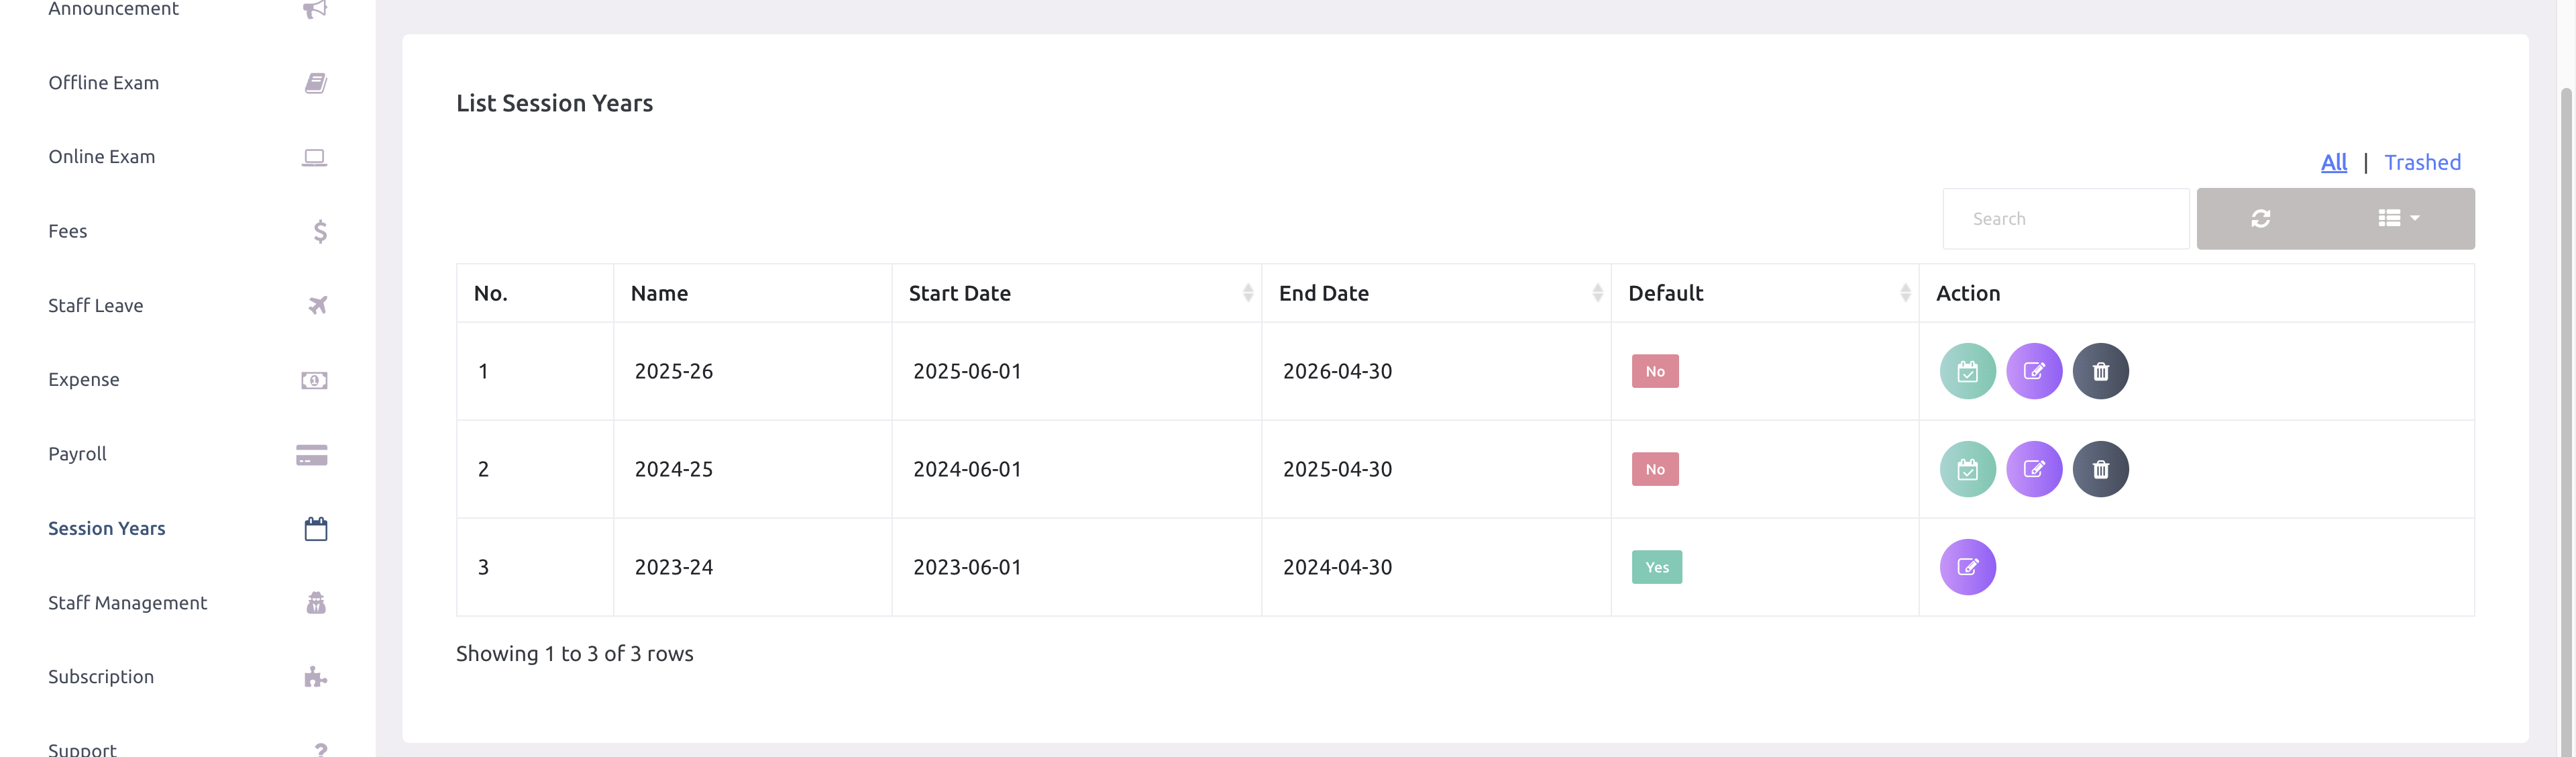 Announcement
Offline Exam
Online Exam
Fees
Staff Leave
Expense
Payroll
Session Years
Staff Management
Subscription
Support
List Session Years
All | Trashed
Search
No. Name Start Date End Date Default Action
1 2025-26 2025-06-01 2026-04-30 No
2 2024-25 2024-06-01 2025-04-30 No
3 2023-24 2023-06-01 2024-04-30 Yes
Showing 1 to 3 of 3 rows